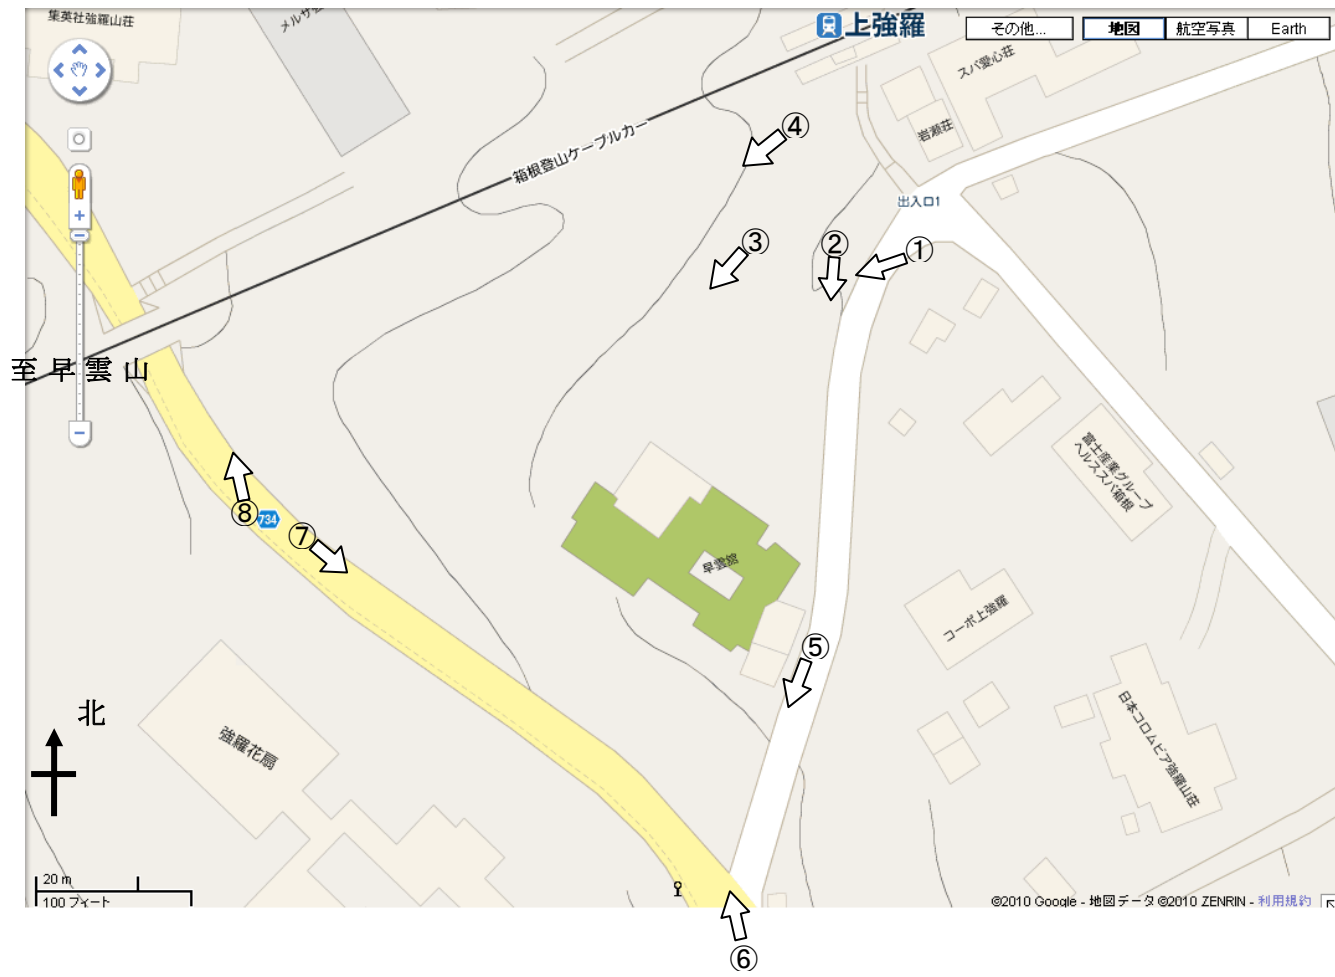 集英社強羅山荘
メルサ強
上強羅
その他...
地図
航空写真
Earth
スパ愛心荘
岩瀬荘
箱根登山ケーブルカー
④
出入口1
③
②
①
至早雲山
富士産業グループ
ヘルススパ箱根
⑧
734
⑦
早雲館
コーポ上強羅
⑤
北
強羅花扇
日本コロムビア強羅山荘
20 m
100 フィート
©2010 Google - 地図データ ©2010 ZENRIN - 利用規約
⑥